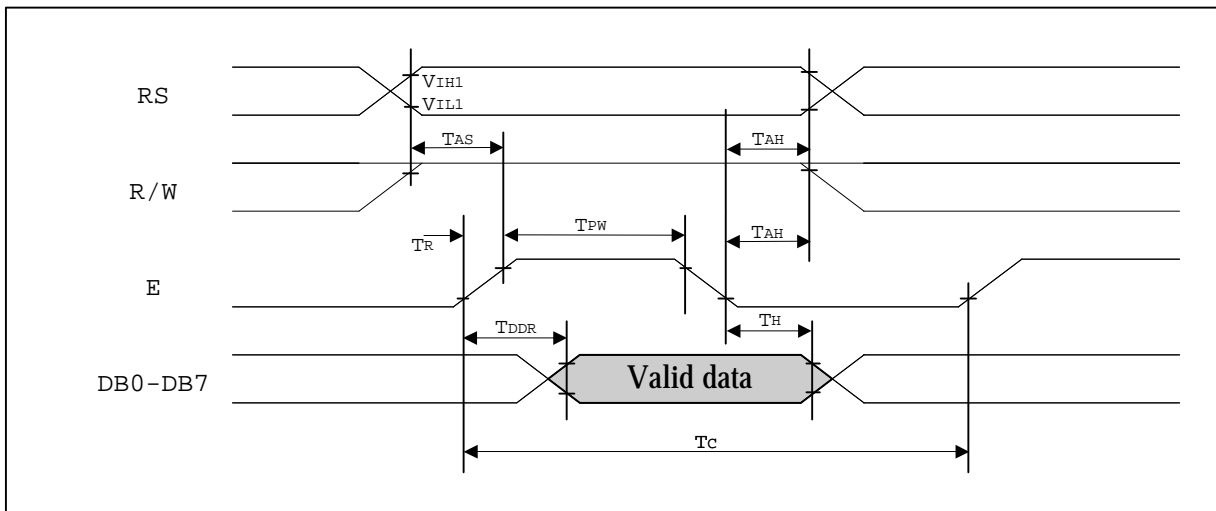 RS
VIH1
VIL1
TAS
TAH
R/W
TPW
TAH
TR
E
TDDR
TH
DB0-DB7
Valid data
TC